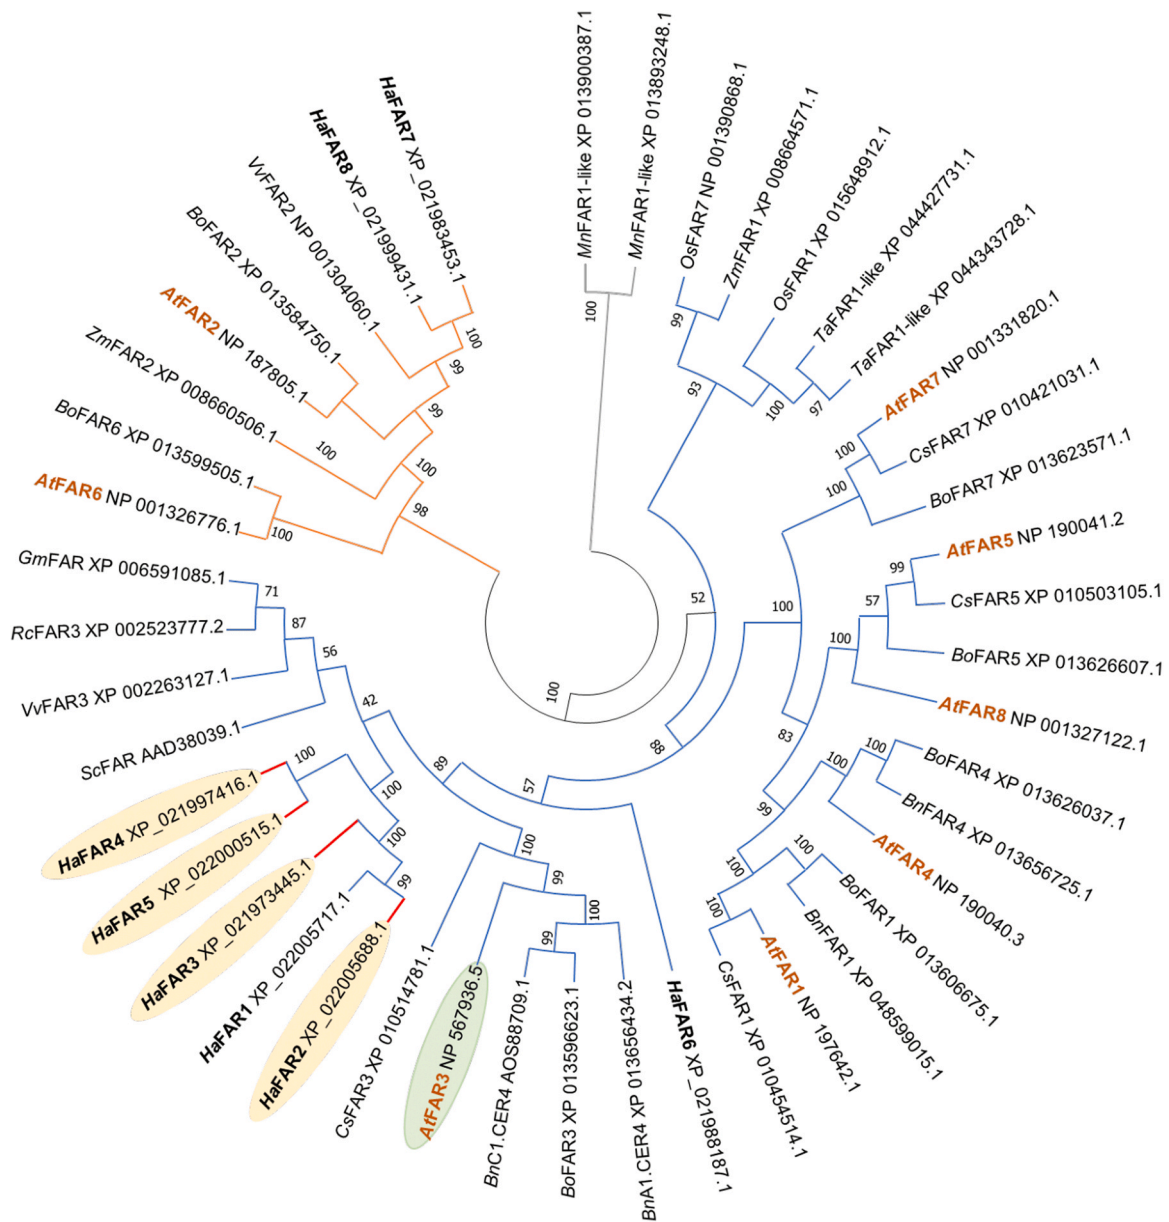 MnFAR1-like XP 013900387.1
MnFAR1-like XP 013893248.1
OsFAR7 NP 001390868.1
ZmFAR1 XP 008664571.1
OsFAR1 XP 015648912.1
TaFAR1-like XP 044427731.1
TaFAR1-like XP 044343728.1
AtFAR7 NP 001331820.1
CsFAR7 XP 010421031.1
BoFAR7 XP 013623571.1
AtFAR5 NP 190041.2
CsFAR5 XP 010503105.1
BoFAR5 XP 013626607.1
AtFAR8 NP 001327122.1
BoFAR4 XP 013626037.1
BnFAR4 XP 013656725.1
AtFAR4 NP 190040.3
BoFAR1 XP 013606675.1
BnFAR1 XP 048599015.1
AtFAR1 NP 197642.1
CsFAR1 XP 010454514.1
HaFAR6 XP_021988187.1
BnA1.CER4 XP 013656434.2
BoFAR3 XP 013596623.1
BnC1.CER4 AOS88709.1
AtFAR3 NP 567936.5
CsFAR3 XP 010514781.1
HaFAR2 XP_022005688.1
HaFAR1 XP_022005717.1
HaFAR3 XP_021973445.1
HaFAR5 XP_022000515.1
HaFAR4 XP_021997416.1
ScFAR AAD38039.1
VvFAR3 XP 002263127.1
RcFAR3 XP 002523777.2
GmFAR XP 006591085.1
AtFAR6 NP 001326776.1
BoFAR6 XP 013599505.1
ZmFAR2 XP 008660506.1
AtFAR2 NP 187805.1
BoFAR2 XP 013584750.1
VvFAR2 NP 001304060.1
HaFAR8 XP_021999431.1
HaFAR7 XP_021983453.1
100
99
93
100
97
100
100
99
57
100
100
83
100
100
99
100
100
100
52
88
57
89
100
99
100
99
42
100
100
100
99
56
87
71
100
98
100
100
99
99
100
100